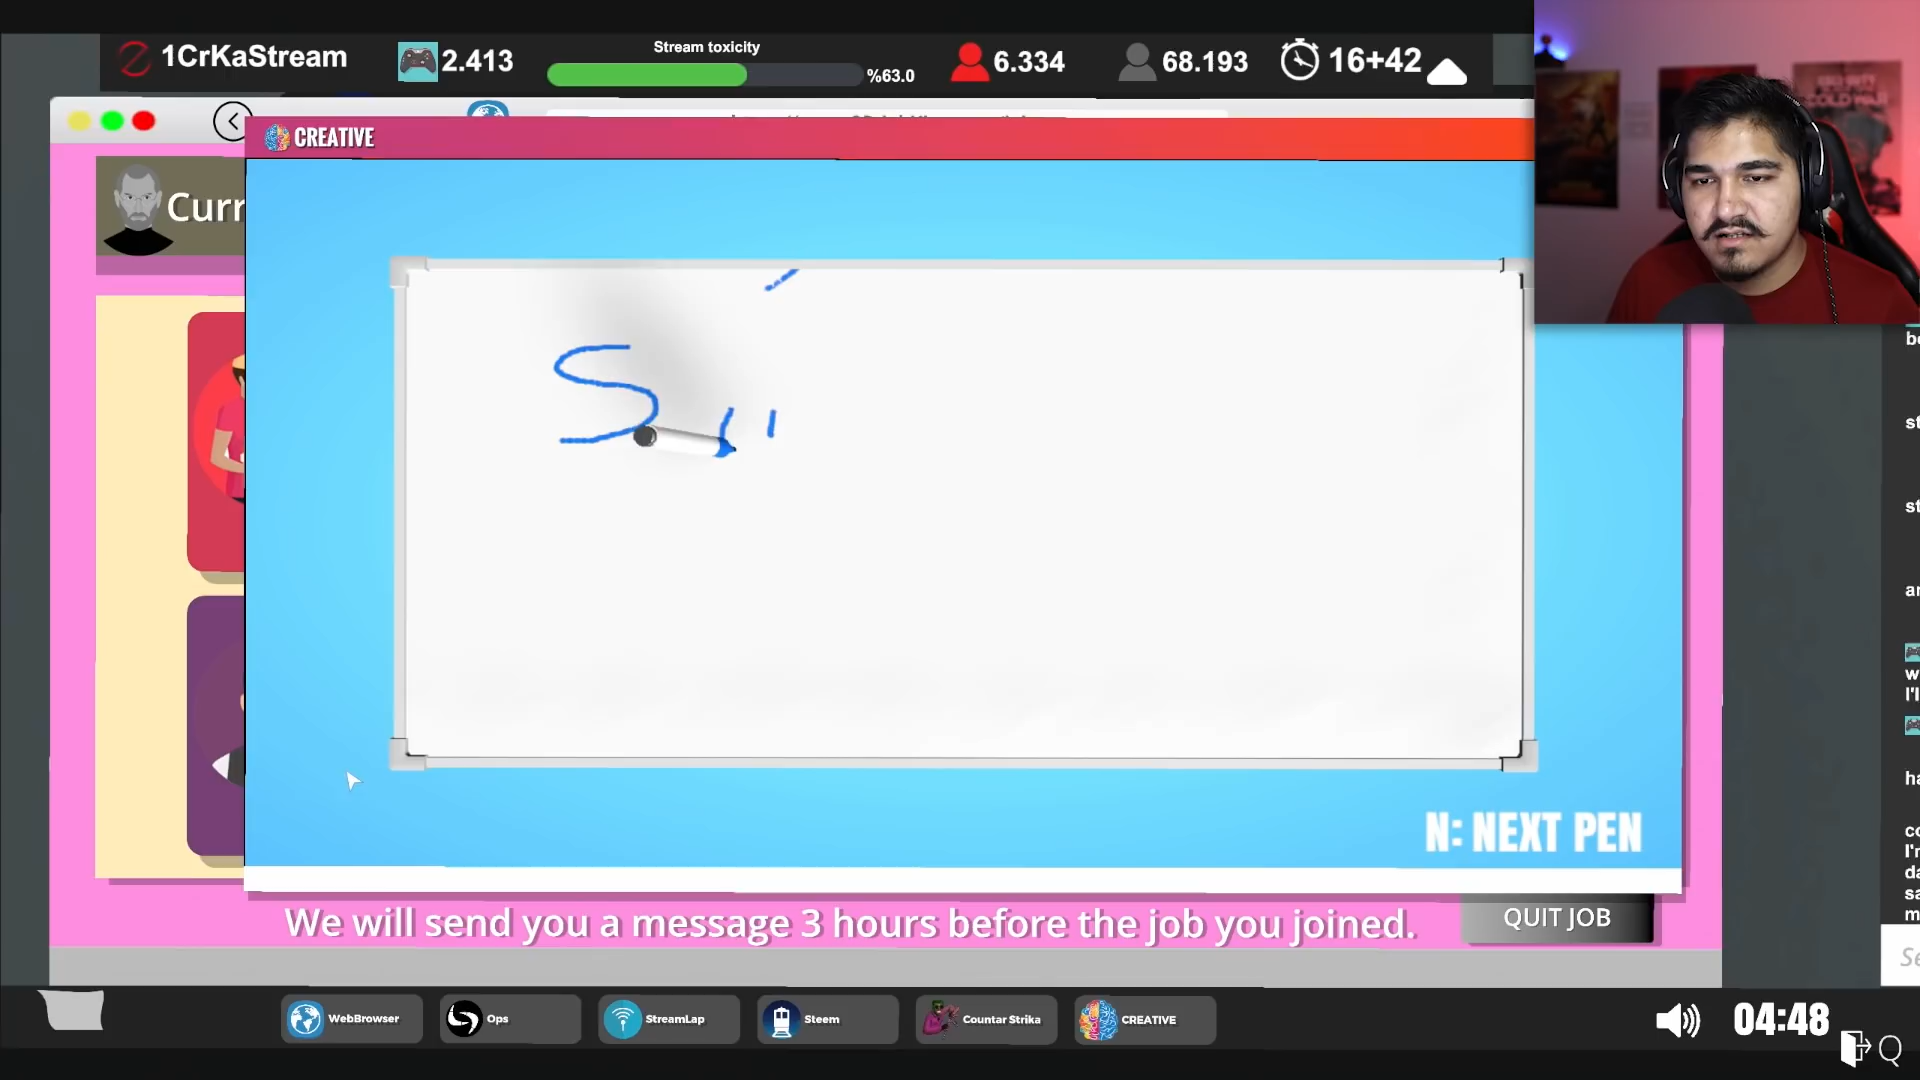 1CrKaStream
2.413
Stream toxicity
%63.0
6.334
68.193
16+42
CREATIVE
Curr
S
N: NEXT PEN
We will send you a message 3 hours before the job you joined.
QUIT JOB
WebBrowser
Ops
StreamLap
Steem
Countar Strika
CREATIVE
04:48
Q